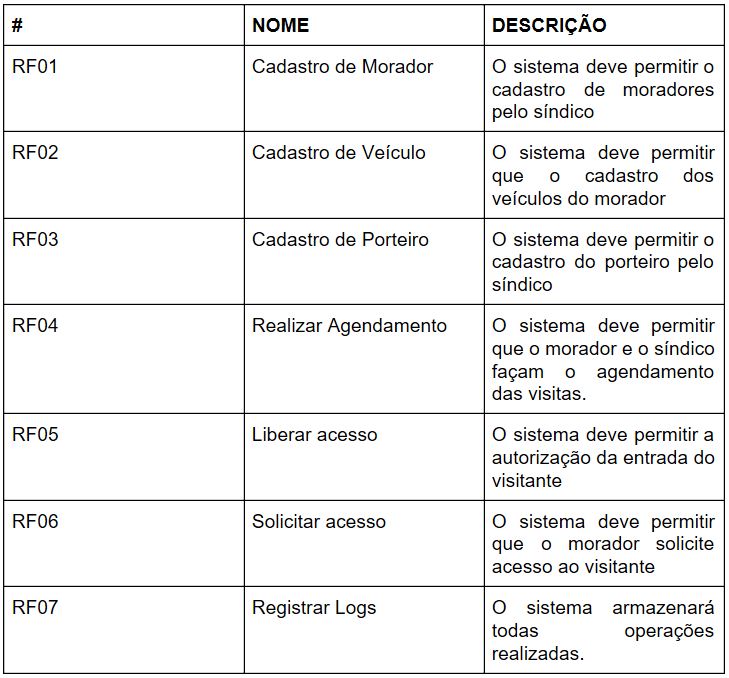 # NOME DESCRIÇÃO
RF01 Cadastro de Morador O sistema deve permitir o
cadastro de moradores
pelo síndico
RF02 Cadastro de Veículo O sistema deve permitir
que o cadastro dos
veículos do morador
RF03 Cadastro de Porteiro O sistema deve permitir o
cadastro do porteiro pelo
síndico
RF04 Realizar Agendamento O sistema deve permitir
que o morador e o síndico
façam o agendamento
das visitas.
RF05 Liberar acesso O sistema deve permitir a
autorização da entrada do
visitante
RF06 Solicitar acesso O sistema deve permitir
que o morador solicite
acesso ao visitante
RF07 Registrar Logs O sistema armazenará
todas operações
realizadas.